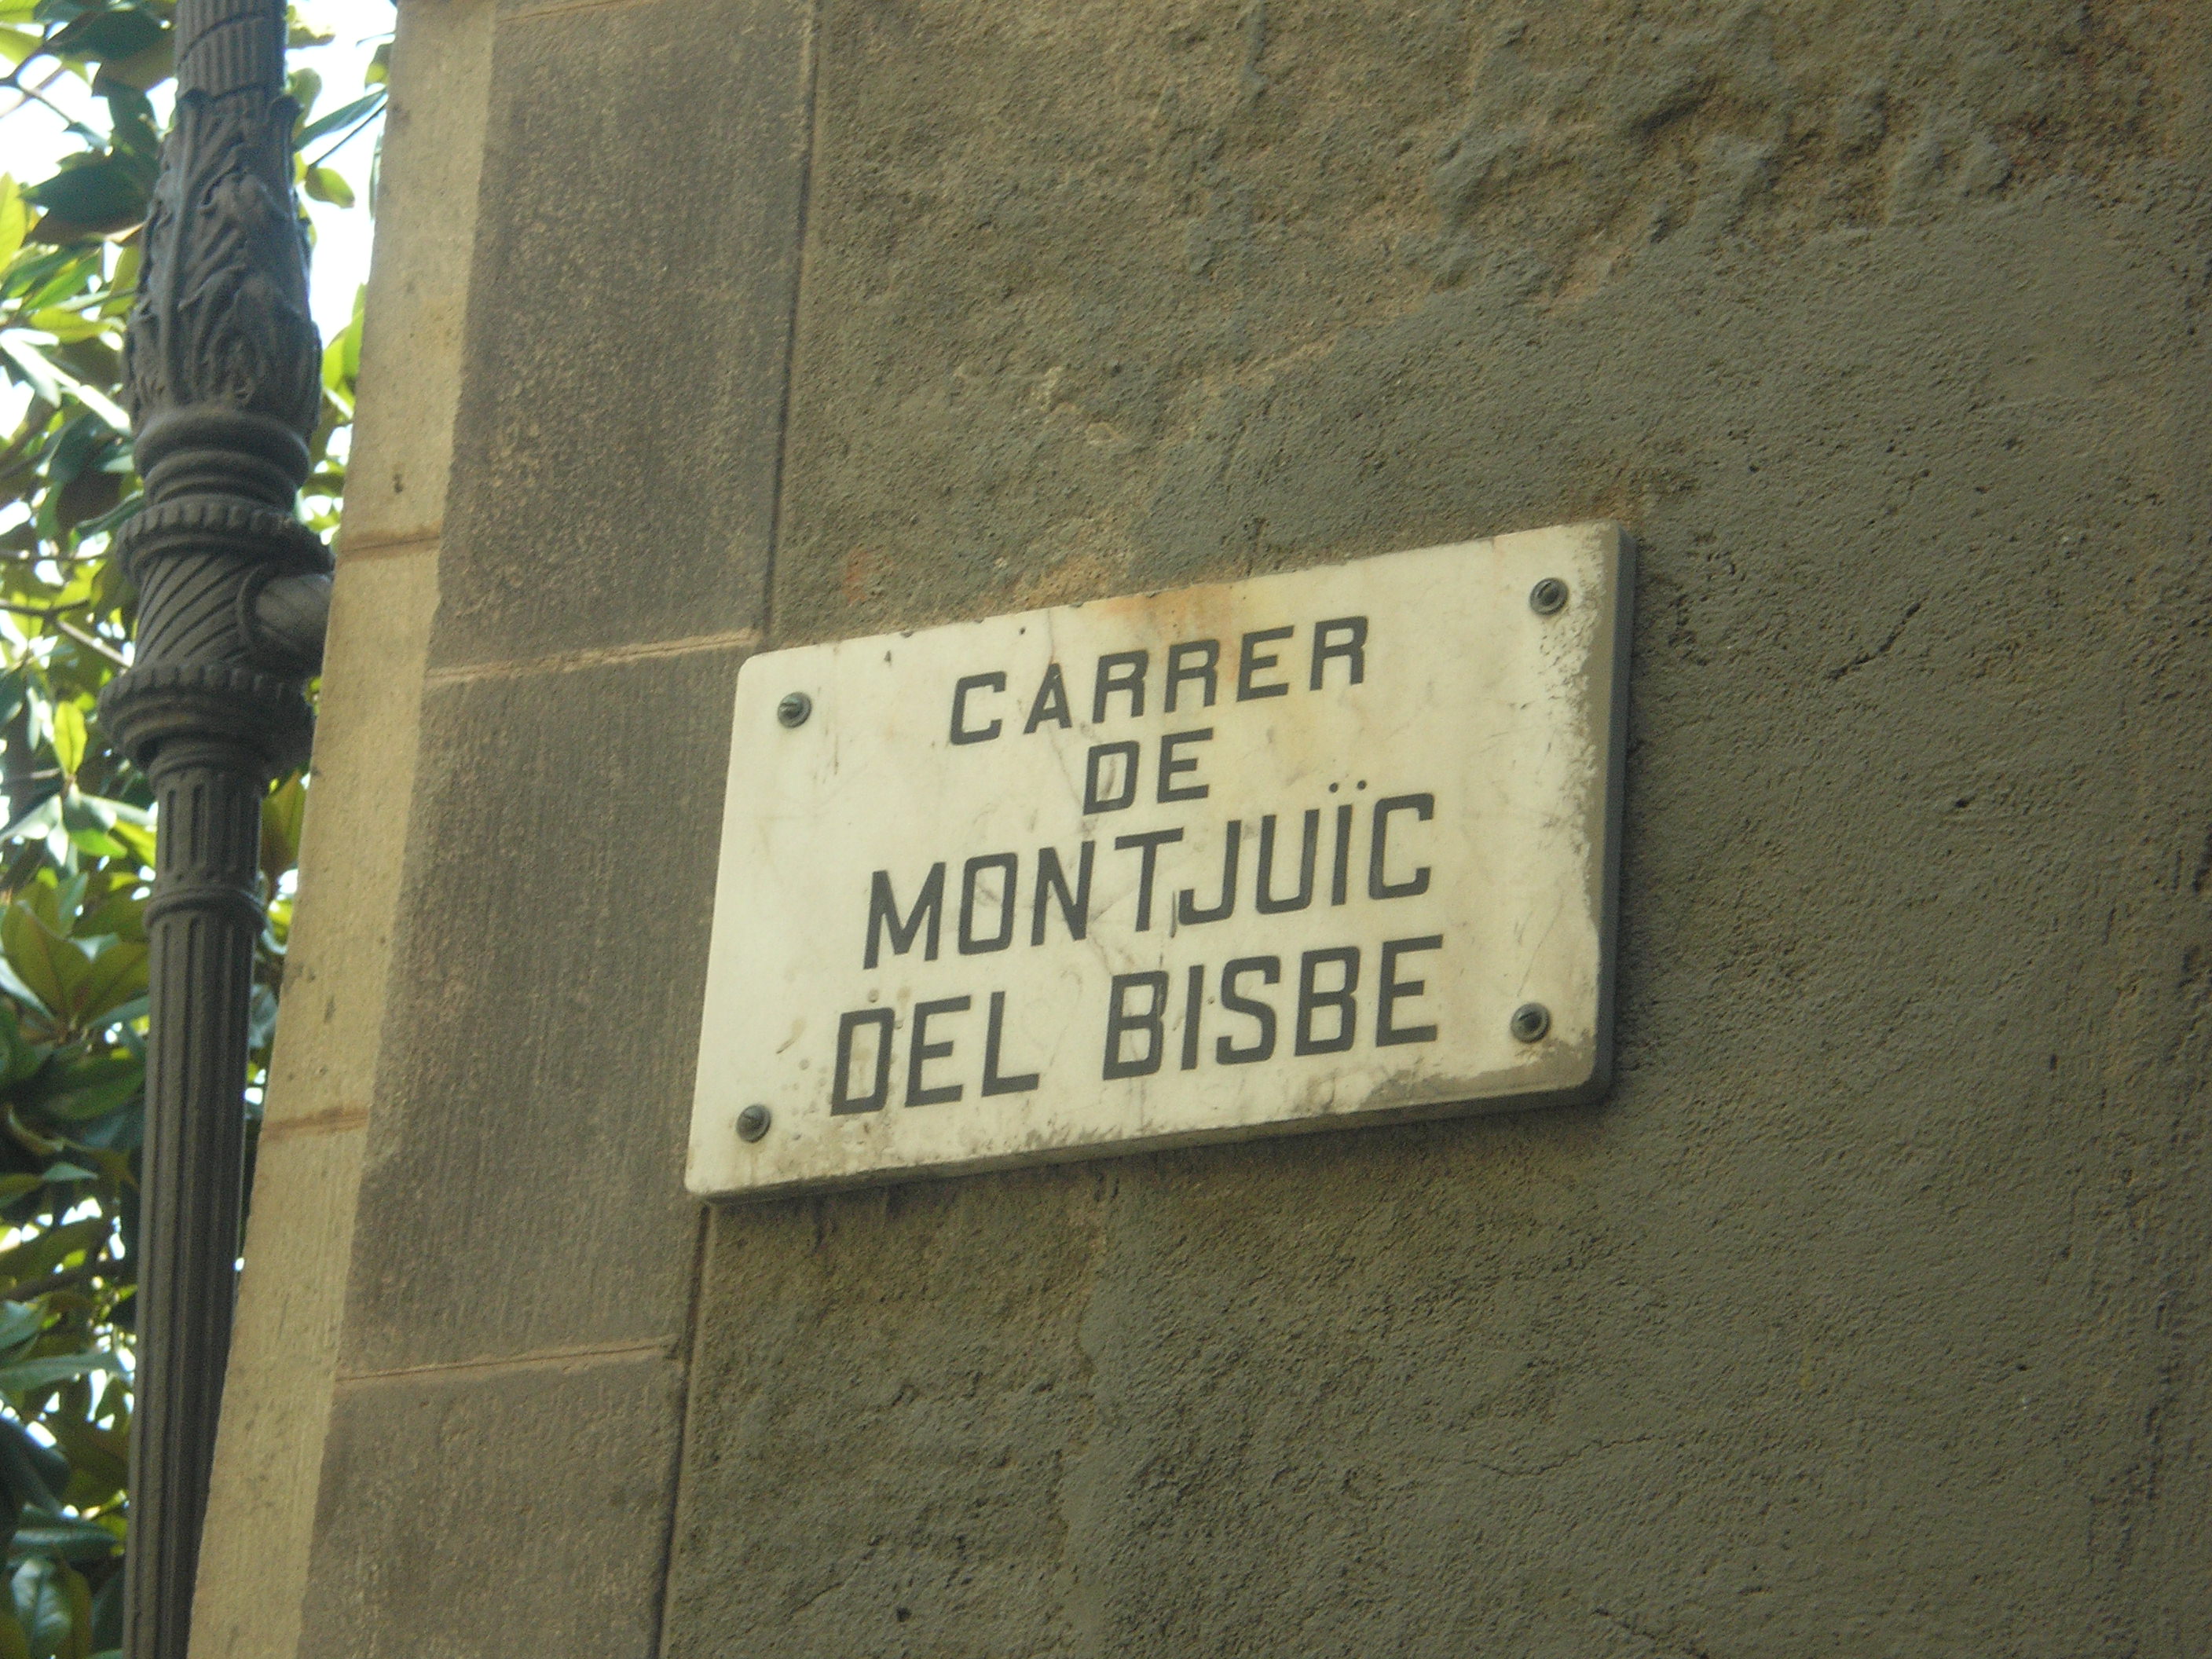 CARRER
DE
MONTJUÏC
DEL BISBE